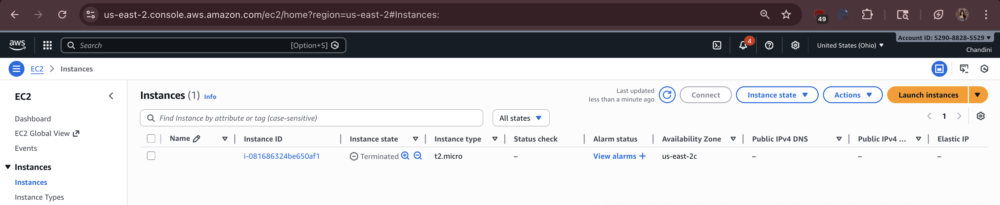 us-east-2.console.aws.amazon.com/ec2/home?region=us-east-2#Instances:
49
aws
Search
[Option+S]
4
United States (Ohio)
Account ID: 5290-8828-5529
Chandini
EC2
Instances
EC2
Dashboard
EC2 Global View
Events
Instances
Instances
Instance Types
Instances (1) Info
Last updated
less than a minute ago
Connect
Instance state
Actions
Launch instances
Find Instance by attribute or tag (case-sensitive)
All states
1
Name Instance ID Instance state Instance type Status check Alarm status Availability Zone Public IPv4 DNS Public IPv4 ... Elastic IP
i-081686324be650af1 Terminated t2.micro – View alarms + us-east-2c – – –